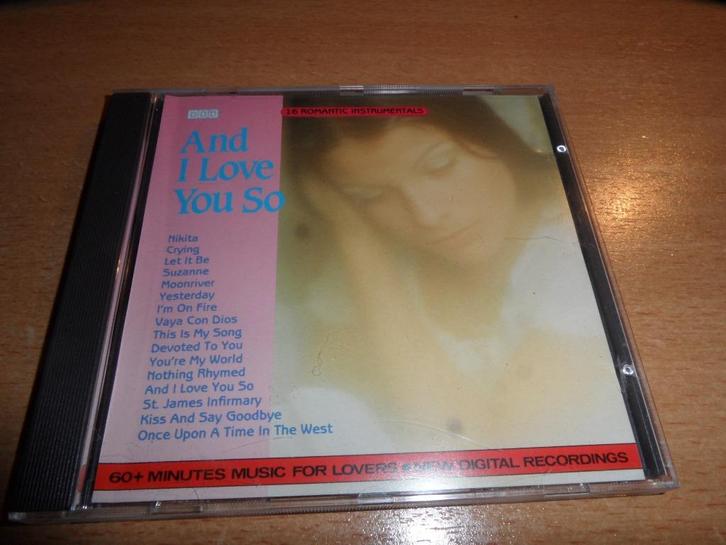 DDD
16 ROMANTIC INSTRUMENTALS
And
I Love
You So
Nikita
Crying
Let It Be
Suzanne
Moonriver
Yesterday
I'm On Fire
Vaya Con Dios
This Is My Song
Devoted To You
You're My World
Nothing Rhymed
And I Love You So
St. James Infirmary
Kiss And Say Goodbye
Once Upon A Time In The West
60+ MINUTES MUSIC FOR LOVERS • NEW DIGITAL RECORDINGS